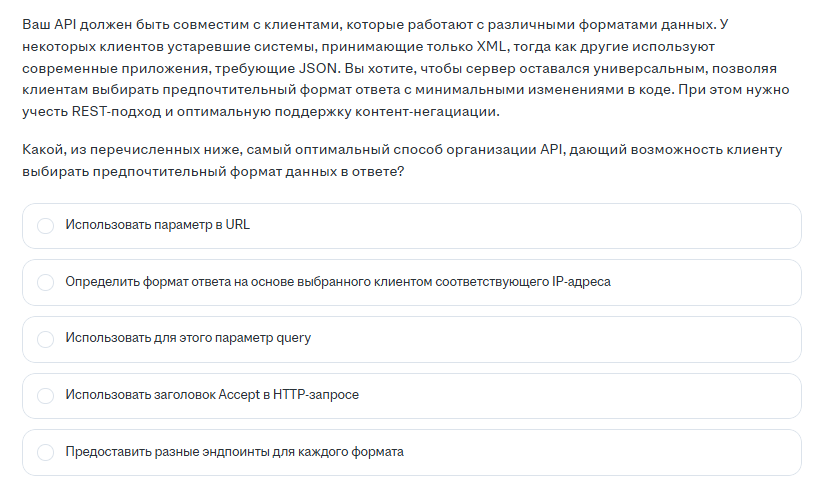 Ваш API должен быть совместим с клиентами, которые работают с различными форматами данных. У
некоторых клиентов устаревшие системы, принимающие только XML, тогда как другие используют
современные приложения, требующие JSON. Вы хотите, чтобы сервер оставался универсальным, позволяя
клиентам выбирать предпочтительный формат ответа с минимальными изменениями в коде. При этом нужно
учесть REST-подход и оптимальную поддержку контент-негациации.
Какой, из перечисленных ниже, самый оптимальный способ организации API, дающий возможность клиенту
выбирать предпочтительный формат данных в ответе?
Использовать параметр в URL
Определить формат ответа на основе выбранного клиентом соответствующего IP-адреса
Использовать для этого параметр query
Использовать заголовок Accept в HTTP-запросе
Предоставить разные эндпоинты для каждого формата